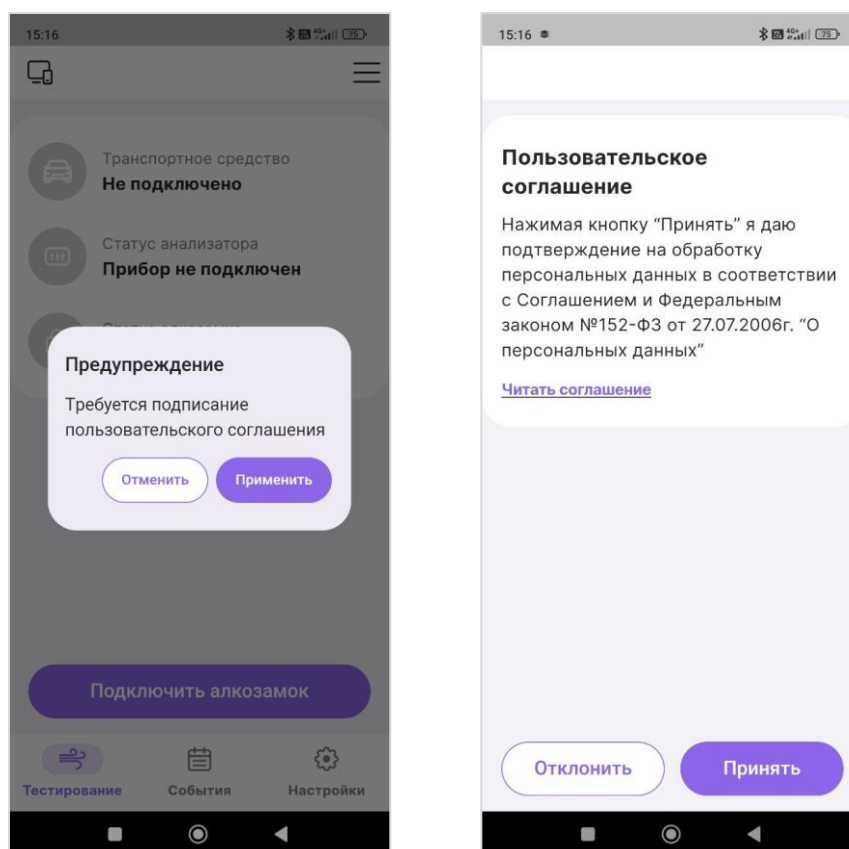 15:16
75
Транспортное средство
Не подключено
Статус анализатора
Прибор не подключен
Предупреждение
Требуется подписание
пользовательского соглашения
Отменить
Применить
Подключить алкозамок
Тестирование
События
Настройки
15:16
75
Пользовательское
соглашение
Нажимая кнопку “Принять” я даю
подтверждение на обработку
персональных данных в соответствии
с Соглашением и Федеральным
законом №152-ФЗ от 27.07.2006г. “О
персональных данных”
Читать соглашение
Отклонить
Принять